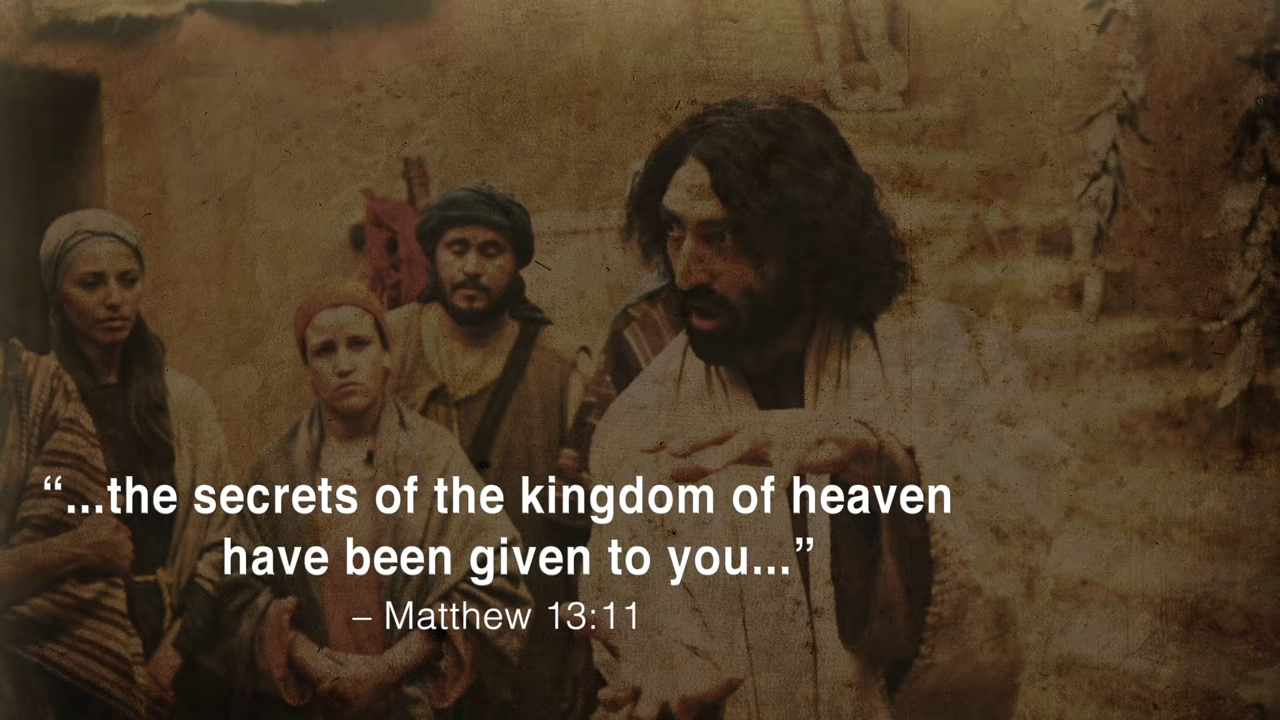 “...the secrets of the kingdom of heaven
have been given to you...”
– Matthew 13:11